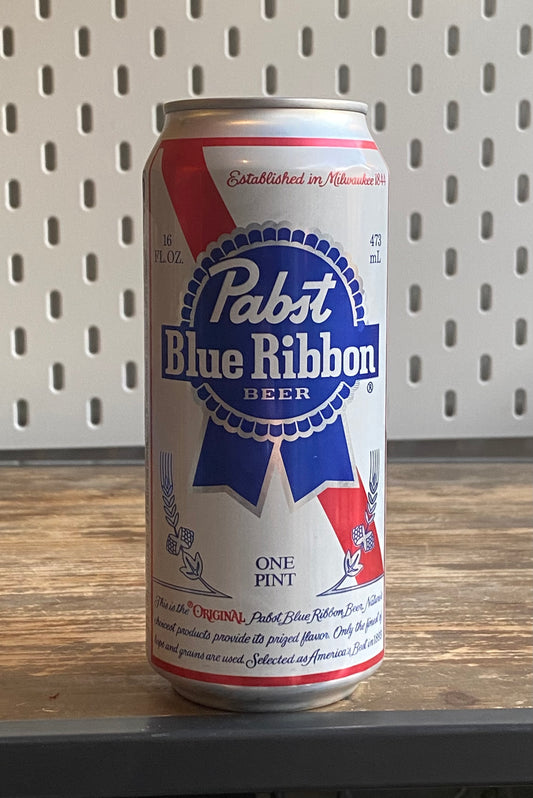 Established in Milwaukee 1844
16
FL.OZ.
473
mL
Pabst
Blue Ribbon
®
BEER
ONE
PINT
This is the ORIGINAL Pabst Blue Ribbon Beer. Nature's
choicest products provide its prized flavor. Only the finest of
hops and grains are used. Selected as America's Best in 1893